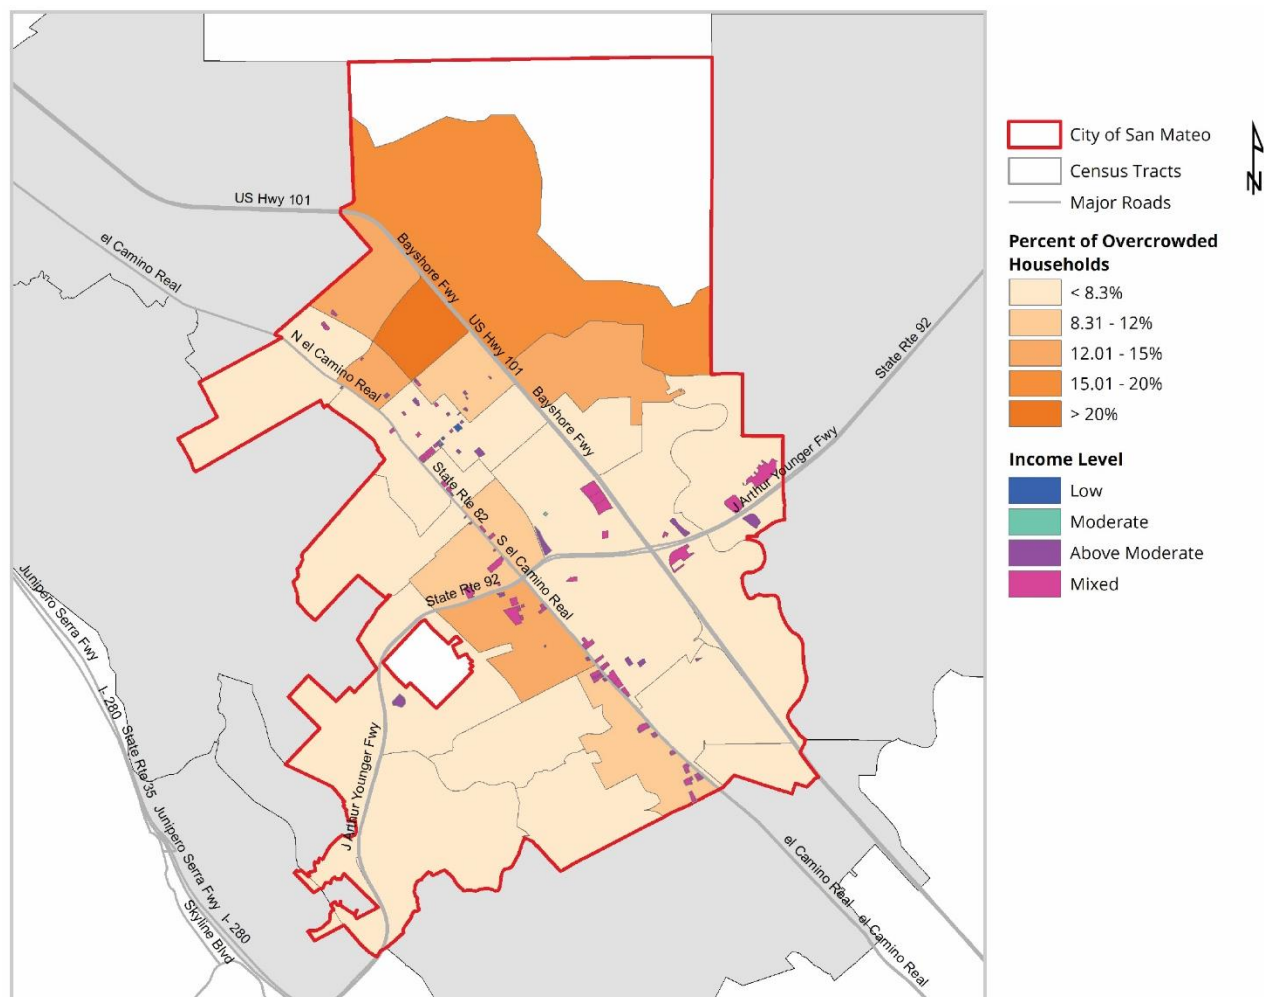 US Hwy 101
el Camino Real
Bayshore Fwy
US Hwy 101
N el Camino Real
Bayshore Fwy
State Rte 92
J Arthur Younger Fwy
State Rte 82
S el Camino Real
State Rte 92
Junipero Serra Fwy
I- 280
State Rte 35
J Arthur Younger Fwy
Junipero Serra Fwy
I- 280
Skyline Blvd
el Camino Real
el Camino Real
City of San Mateo
Census Tracts
Major Roads
Percent of Overcrowded
Households
< 8.3%
8.31 - 12%
12.01 - 15%
15.01 - 20%
> 20%
Income Level
Low
Moderate
Above Moderate
Mixed
N